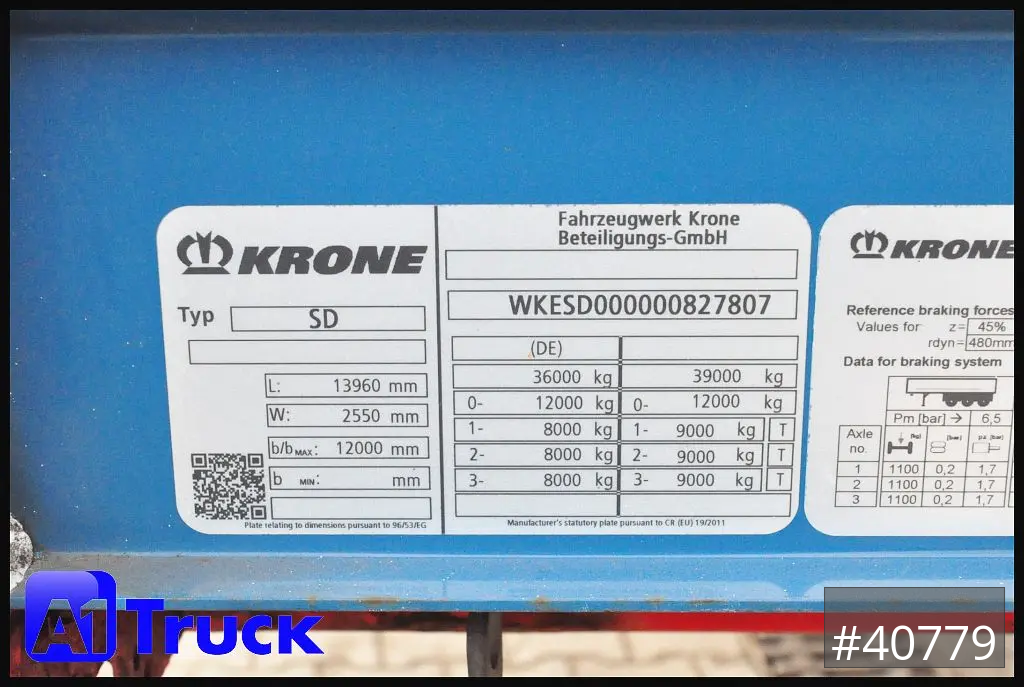 KRONE
Typ SD
L: 13960 mm
W: 2550 mm
b/b MAX: 12000 mm
b MIN: mm
Plate relating to dimensions pursuant to 96/53/EG
Fahrzeugwerk Krone
Beteiligungs-GmbH
WKESD000000827807
(DE)
36000 kg 39000 kg
0- 12000 kg 0- 12000 kg
1- 8000 kg 1- 9000 kg T
2- 8000 kg 2- 9000 kg T
3- 8000 kg 3- 9000 kg T
Manufacturer's statutory plate pursuant to CR (EU) 19/2011
KRONE
Reference braking forces
Values for z= 45%
rdyn= 480mm
Data for braking system
Pm [bar] → 6,5
Axle no. [kg] [bar] pz [bar]
1 1100 0,2 1,7
2 1100 0,2 1,7
3 1100 0,2 1,7
A1 Truck
#40779